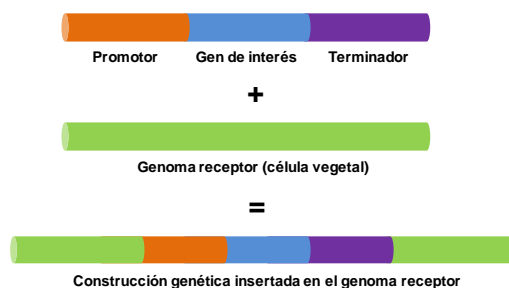 Promotor Gen de interés Terminador
+
Genoma receptor (célula vegetal)
=
Construcción genética insertada en el genoma receptor